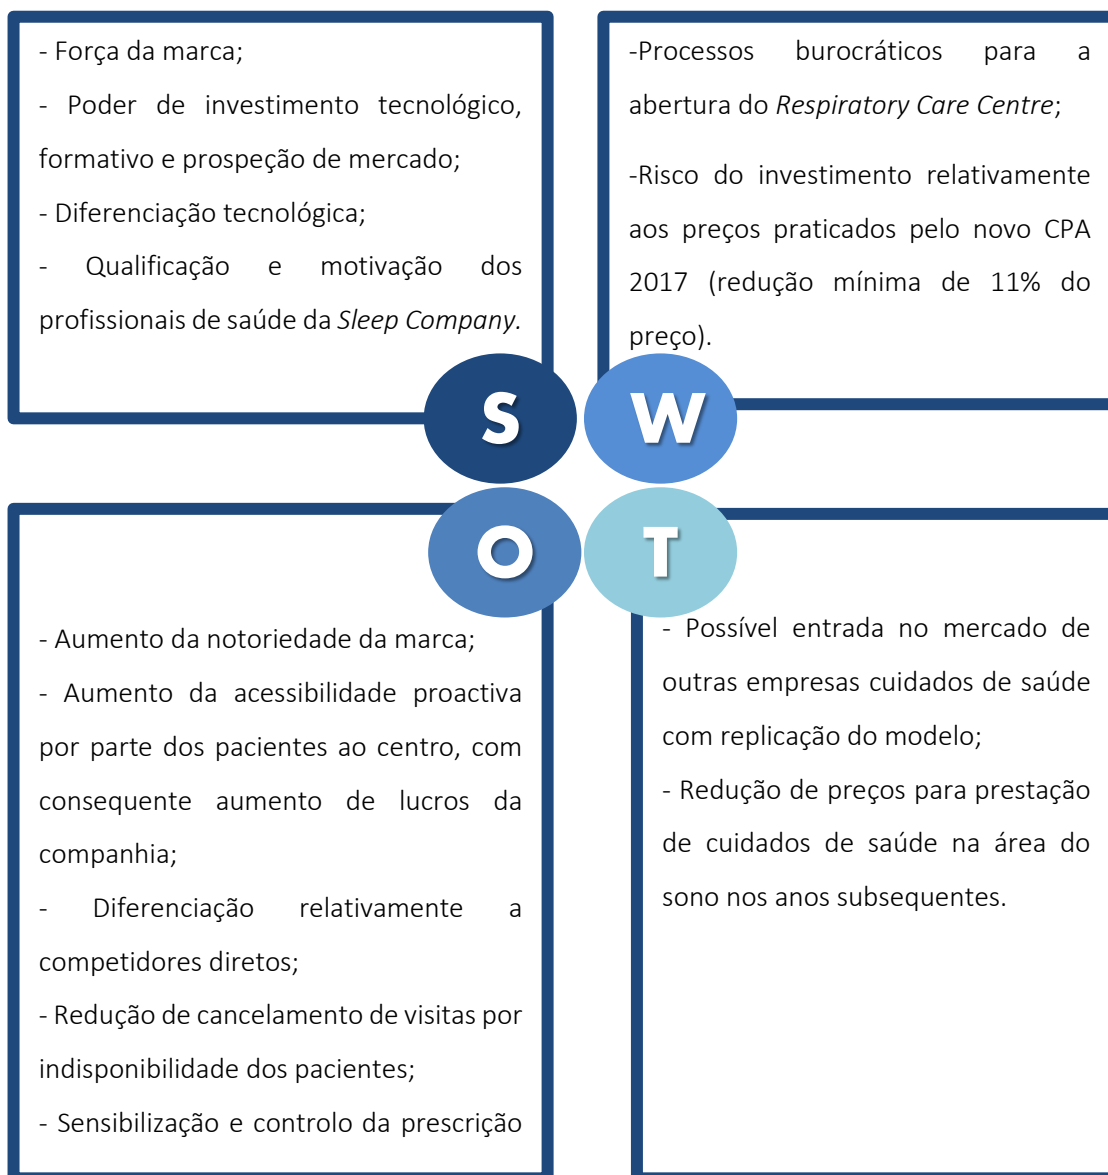 - Força da marca;
- Poder de investimento tecnológico,
formativo e prospeção de mercado;
- Diferenciação tecnológica;
- Qualificação e motivação dos
profissionais de saúde da Sleep Company.
-Processos burocráticos para a
abertura do Respiratory Care Centre;
-Risco do investimento relativamente
aos preços praticados pelo novo CPA
2017 (redução mínima de 11% do
preço).
S
W
O
T
- Aumento da notoriedade da marca;
- Aumento da acessibilidade proactiva
por parte dos pacientes ao centro, com
consequente aumento de lucros da
companhia;
- Diferenciação relativamente a
competidores diretos;
- Redução de cancelamento de visitas por
indisponibilidade dos pacientes;
- Sensibilização e controlo da prescrição
- Possível entrada no mercado de
outras empresas cuidados de saúde
com replicação do modelo;
- Redução de preços para prestação
de cuidados de saúde na área do
sono nos anos subsequentes.